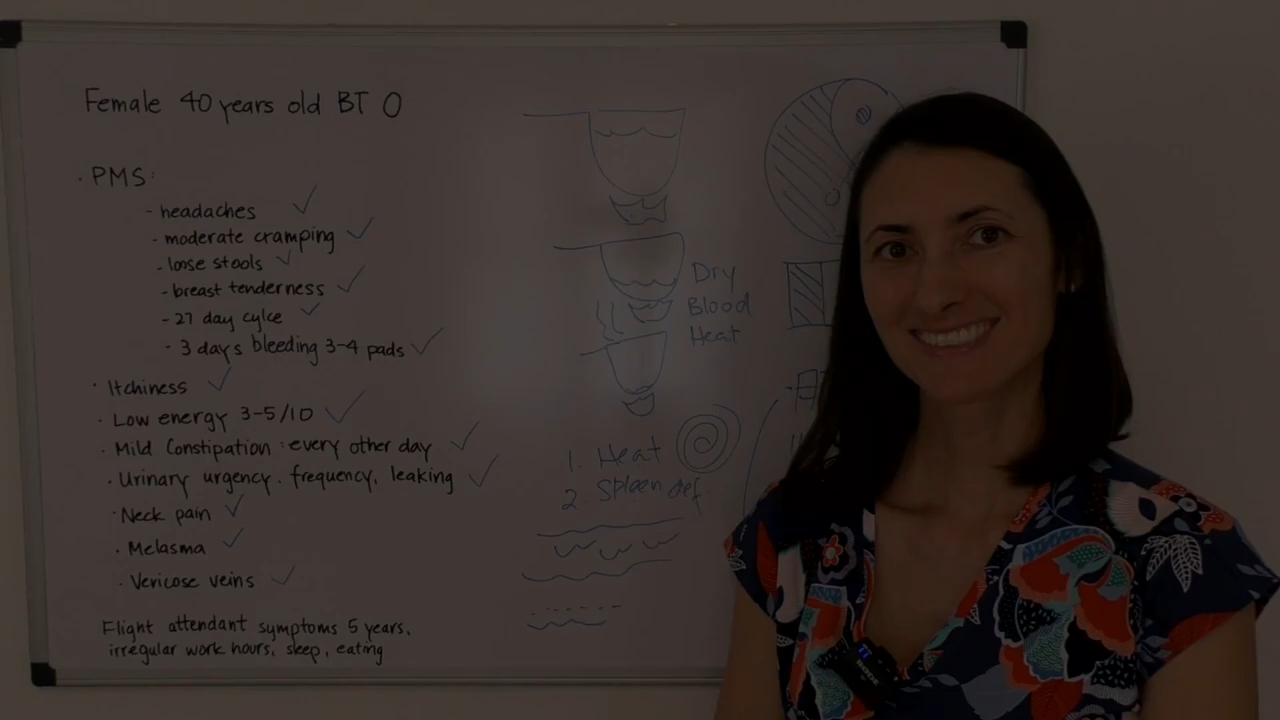 Female 40 years old BT O
· PMS:
- headaches ✓
- moderate cramping ✓
- loose stools ✓
- breast tenderness ✓
- 27 day cylce ✓
- 3 days bleeding 3-4 pads ✓
· Itchiness ✓
· Low energy 3-5/10 ✓
· Mild Constipation : every other day ✓
· Urinary urgency. frequency, leaking ✓
· Neck pain ✓
· Melasma ✓
· Vericose veins ✓
Flight attendant symptoms 5 years,
irregular work hours, sleep, eating
Dry
Blood
Heat
1. Heat
2 Spleen def.
RODE